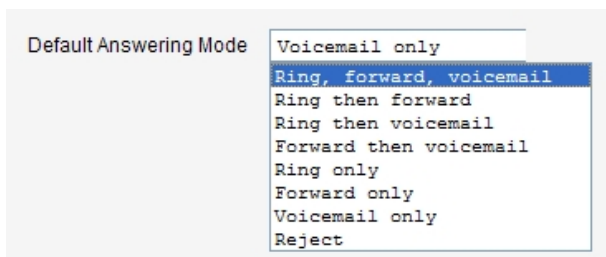 Default Answering Mode Voicemail only
Ring, forward, voicemail
Ring then forward
Ring then voicemail
Forward then voicemail
Ring only
Forward only
Voicemail only
Reject